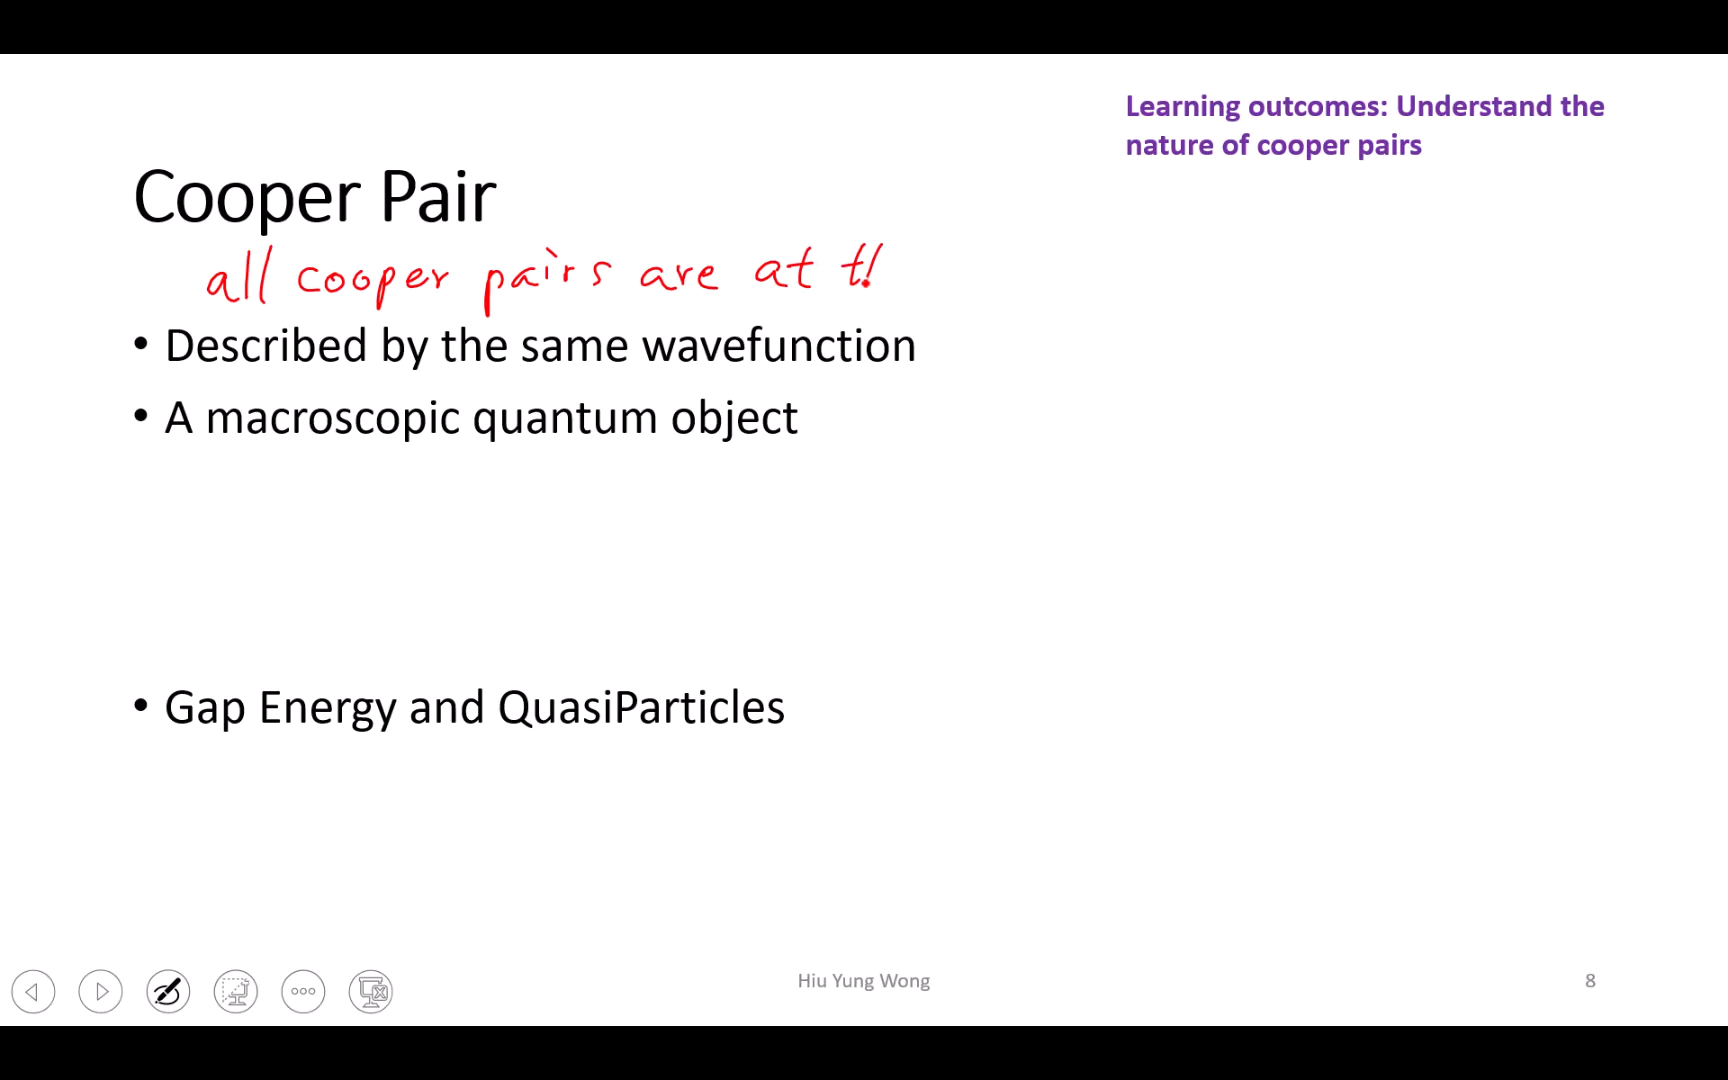 Learning outcomes: Understand the
nature of cooper pairs
Cooper Pair
all cooper pairs are at
• Described by the same wavefunction
• A macroscopic quantum object
• Gap Energy and QuasiParticles
Hiu Yung Wong
8